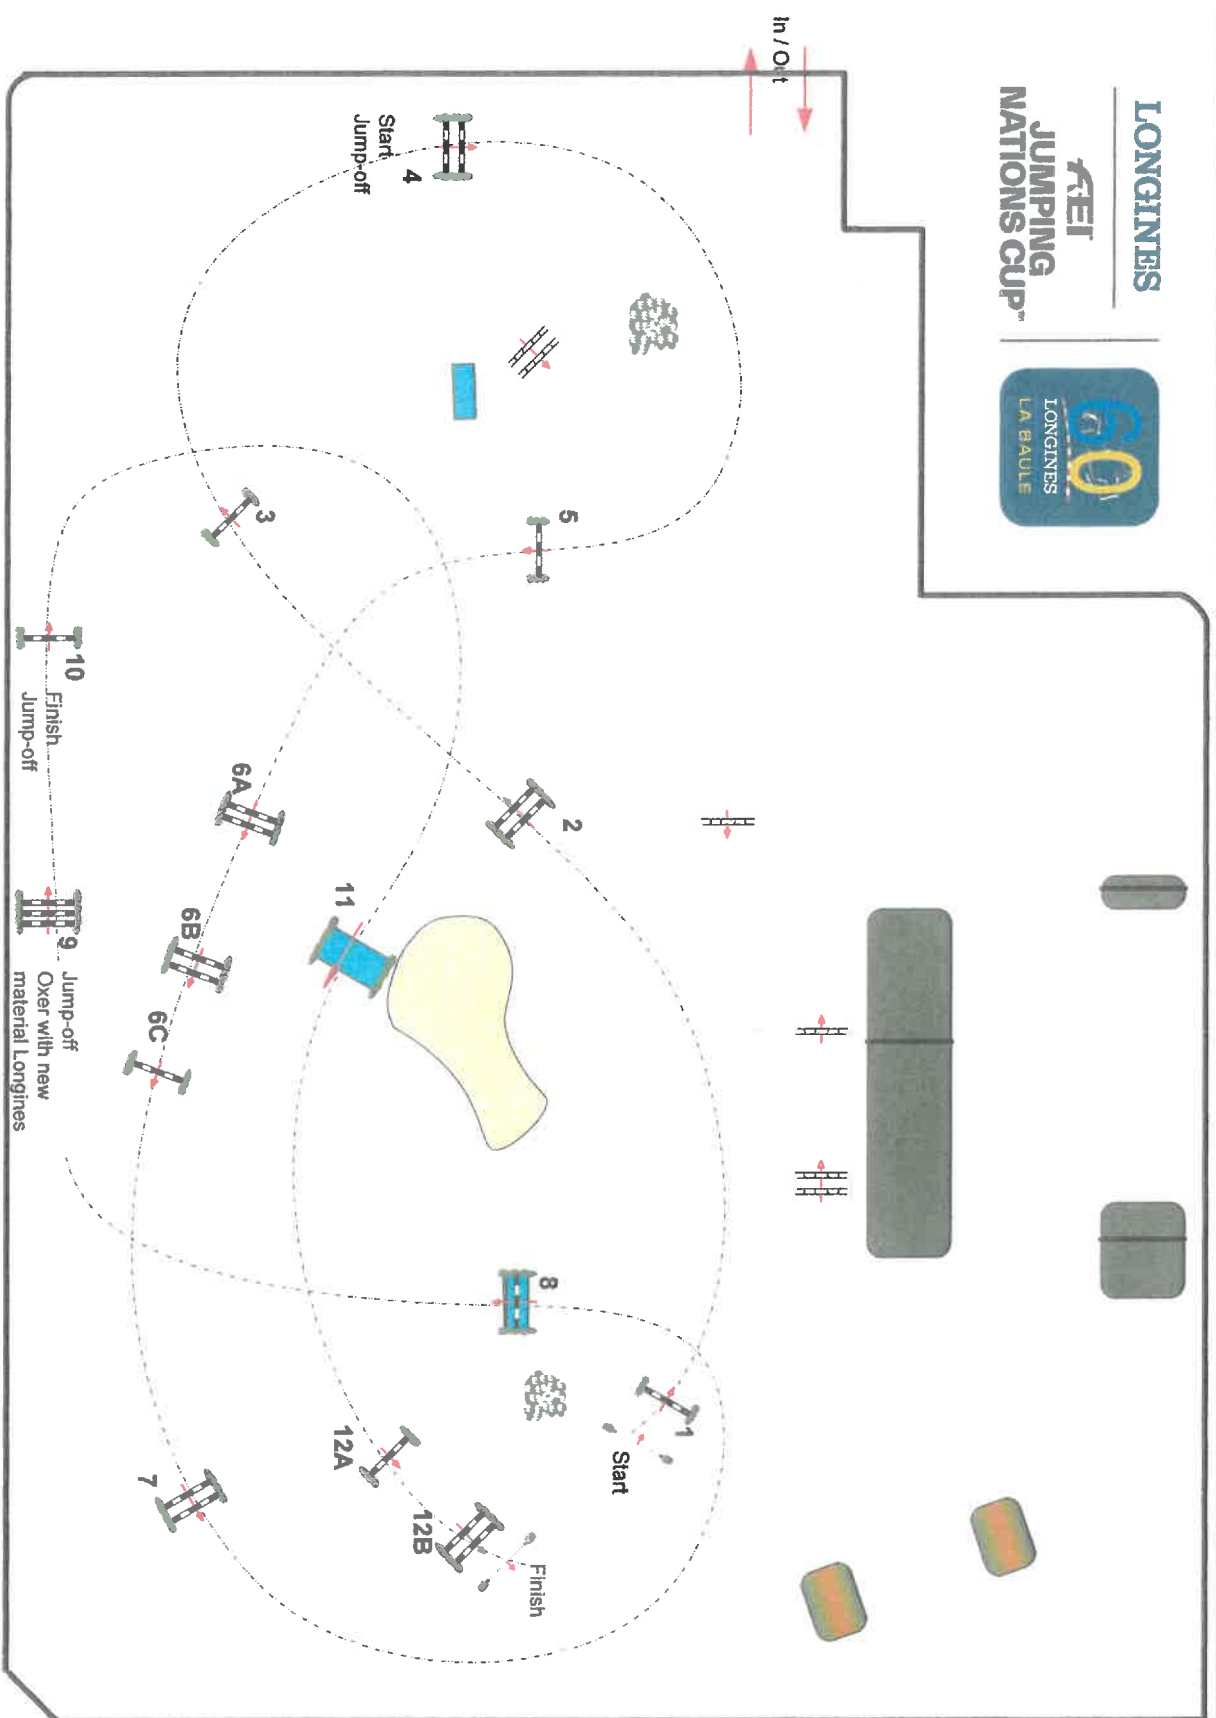 LONGINES
FEI
JUMPING
NATIONS CUP™
60
LONGINES
LA BAULE
In / Out
Start
Jump-off
4
3
5
10
Finish
Jump-off
2
6A
6B
6C
11
9
Jump-off
Oxer with new
material Longines
8
1
Start
12A
12B
Finish
7